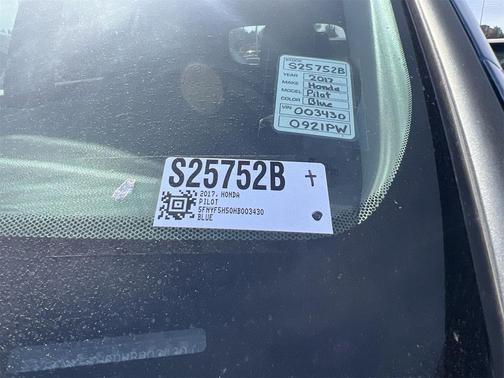 STOCK
S25752B
YEAR 2017
MAKE Honda
MODEL Pilot
COLOR Blue
VIN 003430
0921PW
S25752B
2017, HONDA
PILOT
5FNYF5H50HB003430
BLUE